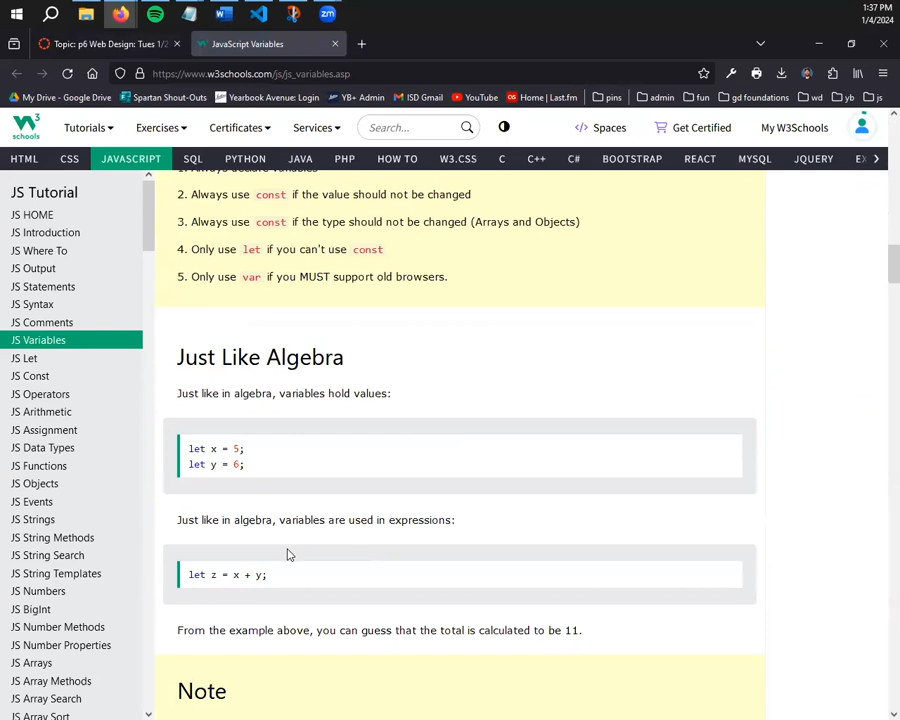 1:37 PM
1/4/2024
Topic: p6 Web Design: Tues 1/2
JavaScript Variables
https://www.w3schools.com/js/js_variables.asp
My Drive - Google Drive
Spartan Shout-Outs
Yearbook Avenue: Login
YB+ Admin
ISD Gmail
YouTube
Home | Last.fm
pins
admin
fun
gd foundations
wd
yb
js
W3 schools
Tutorials
Exercises
Certificates
Services
Search...
Spaces
Get Certified
My W3Schools
HTML CSS JAVASCRIPT SQL PYTHON JAVA PHP HOW TO W3.CSS C C++ C# BOOTSTRAP REACT MYSQL JQUERY
JS Tutorial
JS HOME
JS Introduction
JS Where To
JS Output
JS Statements
JS Syntax
JS Comments
JS Variables
JS Let
JS Const
JS Operators
JS Arithmetic
JS Assignment
JS Data Types
JS Functions
JS Objects
JS Events
JS Strings
JS String Methods
JS String Search
JS String Templates
JS Numbers
JS BigInt
JS Number Methods
JS Number Properties
JS Arrays
JS Array Methods
JS Array Search
JS Array Sort
1. Always declare variables
2. Always use const if the value should not be changed
3. Always use const if the type should not be changed (Arrays and Objects)
4. Only use let if you can't use const
5. Only use var if you MUST support old browsers.
Just Like Algebra
Just like in algebra, variables hold values:
let x = 5;
let y = 6;
Just like in algebra, variables are used in expressions:
let z = x + y;
From the example above, you can guess that the total is calculated to be 11.
Note